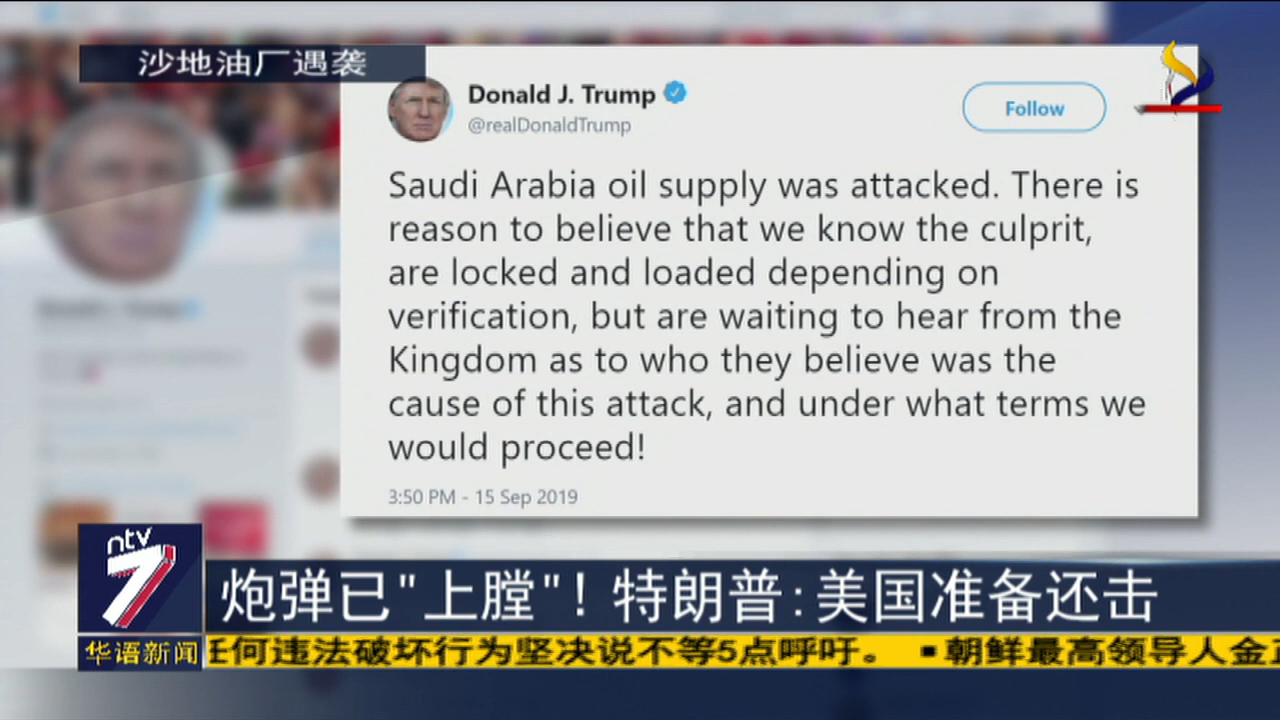 沙地油厂遇袭
Donald J. Trump
@realDonaldTrump
Follow
Saudi Arabia oil supply was attacked. There is
reason to believe that we know the culprit,
are locked and loaded depending on
verification, but are waiting to hear from the
Kingdom as to who they believe was the
cause of this attack, and under what terms we
would proceed!
3:50 PM - 15 Sep 2019
ntv
7
炮弹已"上膛"! 特朗普:美国准备还击
华语新闻
任何违法破坏行为坚决说不等5点呼吁。 ▪朝鲜最高领导人金正